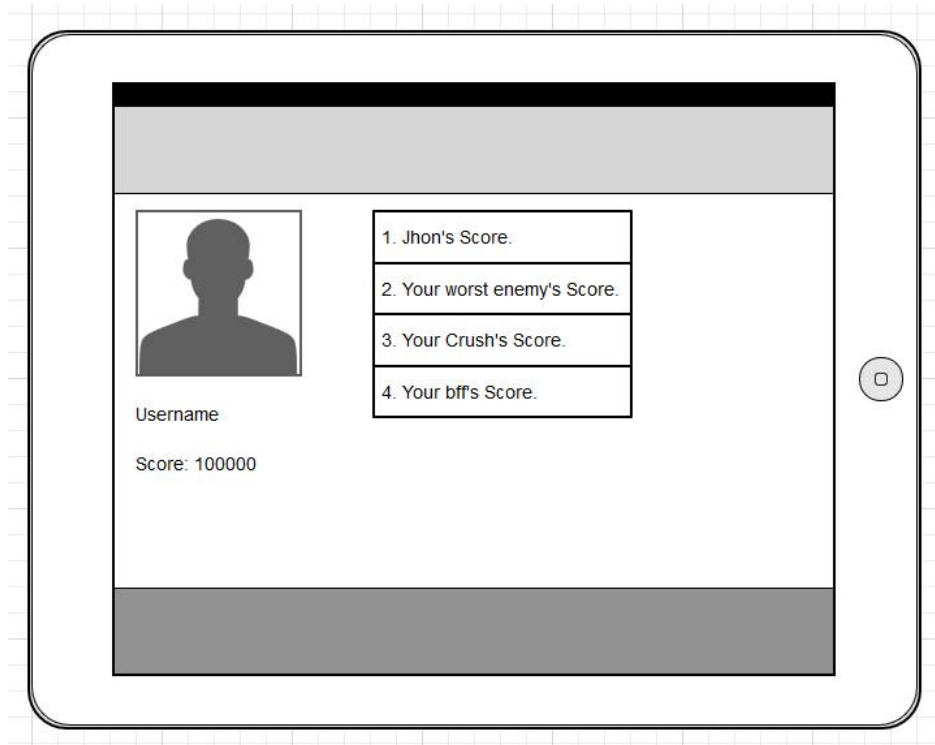 1. Jhon's Score.
2. Your worst enemy's Score.
3. Your Crush's Score.
4. Your bff's Score.
Username
Score: 100000